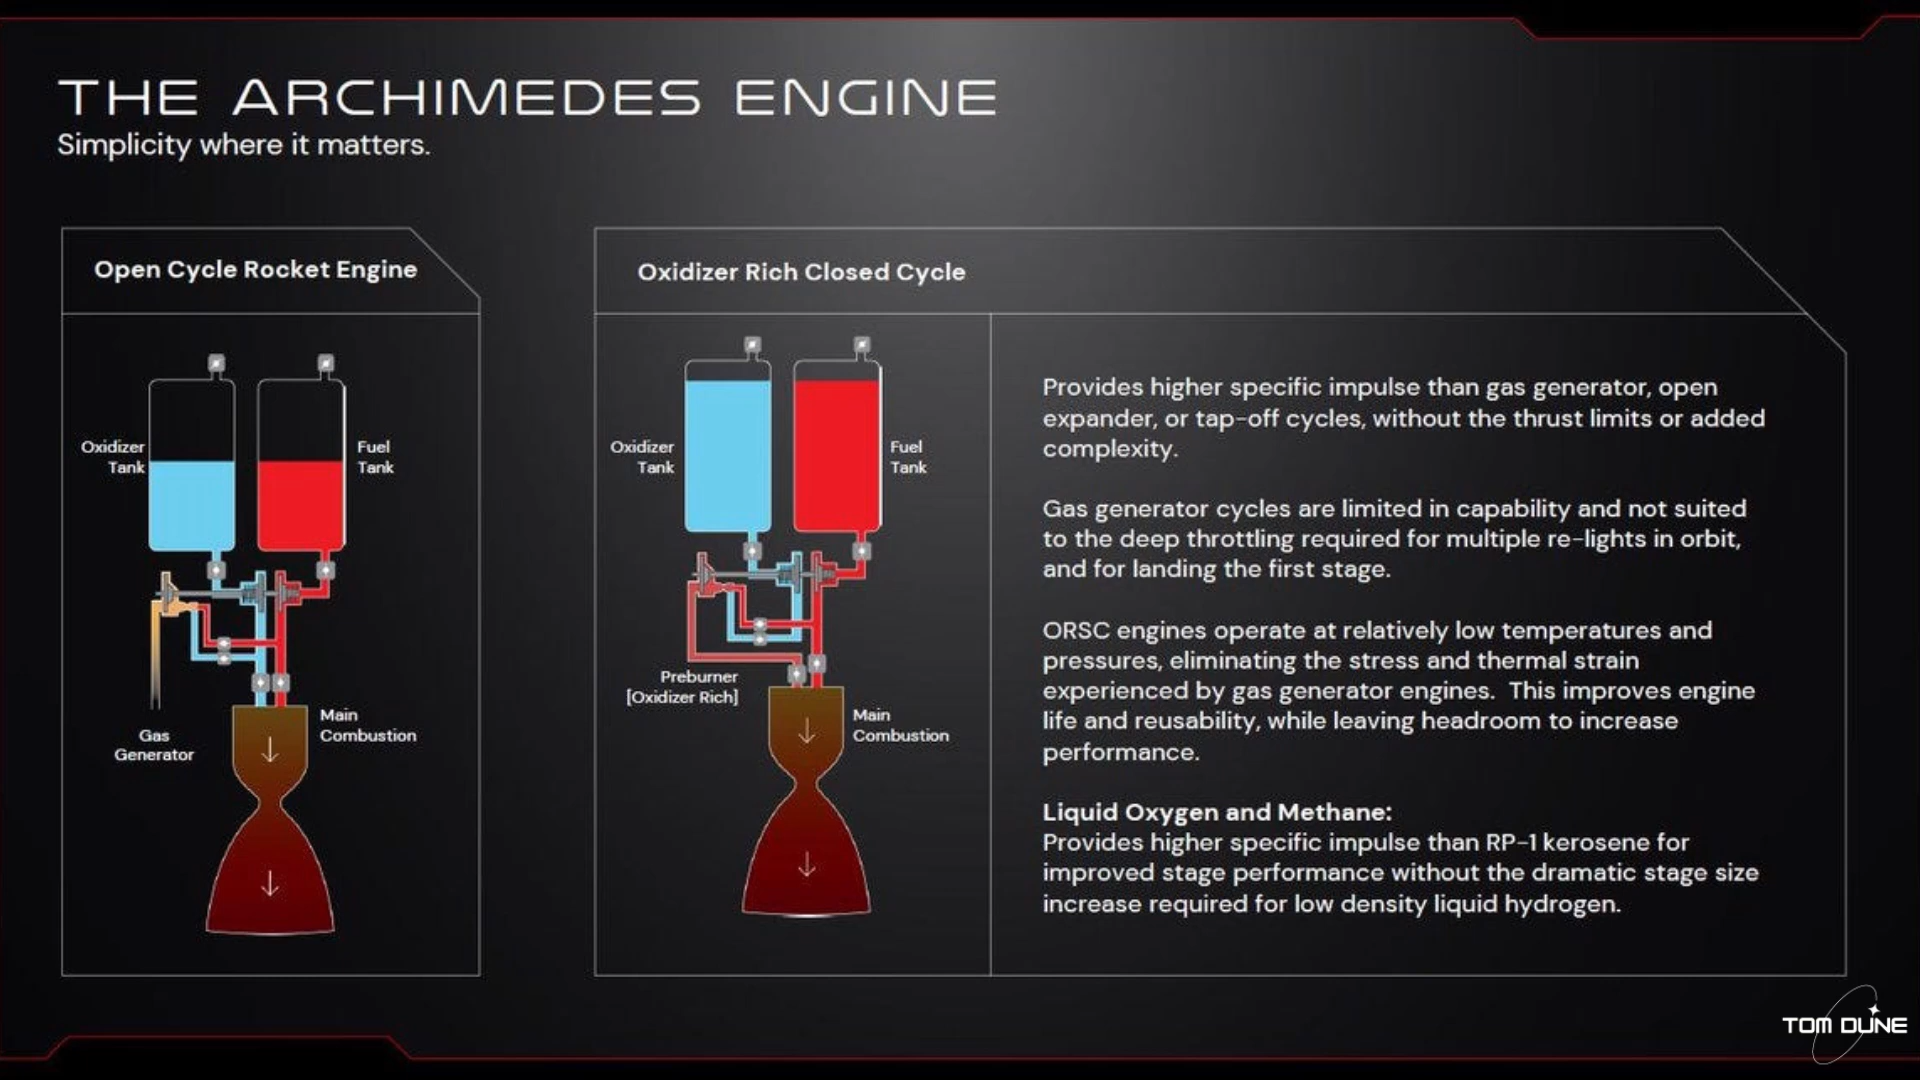 THE ARCHIMEDES ENGINE
Simplicity where it matters.
Open Cycle Rocket Engine
Oxidizer
Tank
Fuel
Tank
Gas
Generator
Main
Combustion
Oxidizer Rich Closed Cycle
Oxidizer
Tank
Fuel
Tank
Preburner
[Oxidizer Rich]
Main
Combustion
Provides higher specific impulse than gas generator, open
expander, or tap-off cycles, without the thrust limits or added
complexity.
Gas generator cycles are limited in capability and not suited
to the deep throttling required for multiple re-lights in orbit,
and for landing the first stage.
ORSC engines operate at relatively low temperatures and
pressures, eliminating the stress and thermal strain
experienced by gas generator engines.  This improves engine
life and reusability, while leaving headroom to increase
performance.
Liquid Oxygen and Methane:
Provides higher specific impulse than RP-1 kerosene for
improved stage performance without the dramatic stage size
increase required for low density liquid hydrogen.
TOM DUNE